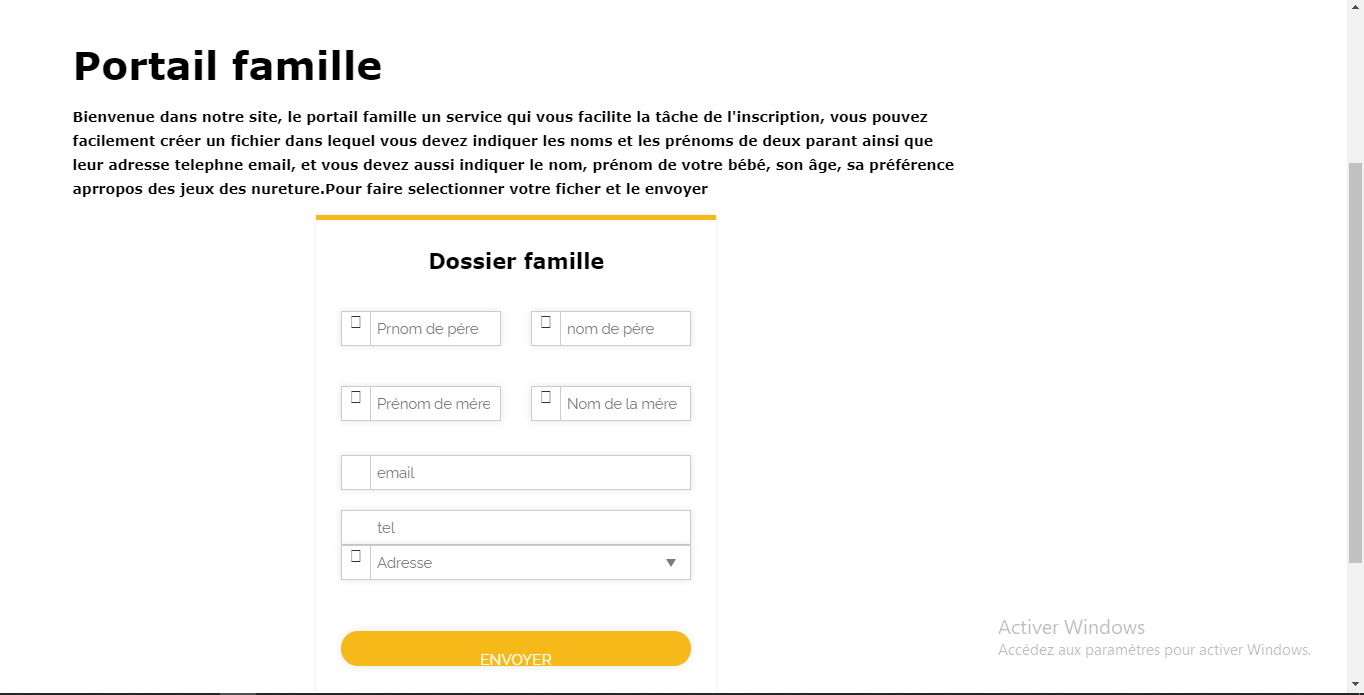 Portail famille
Bienvenue dans notre site, le portail famille un service qui vous facilite la tâche de l'inscription, vous pouvez
facilement créer un fichier dans lequel vous devez indiquer les noms et les prénoms de deux parant ainsi que
leur adresse telephne email, et vous devez aussi indiquer le nom, prénom de votre bébé, son âge, sa préférence
aprropos des jeux des nureture.Pour faire selectionner votre ficher et le envoyer
Dossier famille
Prnom de pére
nom de pére
Prénom de mére
Nom de la mére
email
tel
Adresse
ENVOYER
Activer Windows
Accédez aux paramètres pour activer Windows.